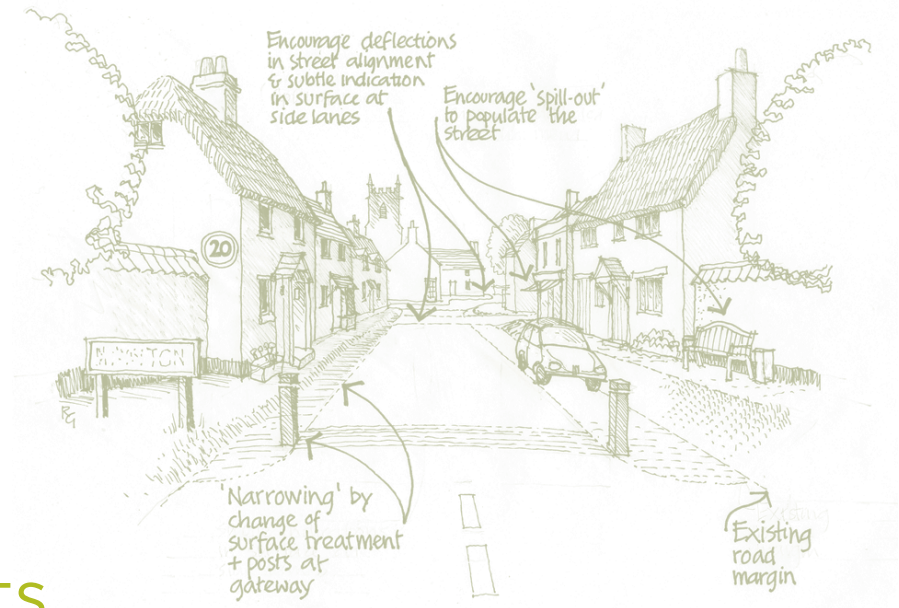 Encourage deflections
in street alignment
& subtle indication
in surface at
side lanes
Encourage 'spill-out'
to populate the
street
20
'Narrowing' by
change of
surface treatment
+ posts at
gateway
Existing
road
margin
TS